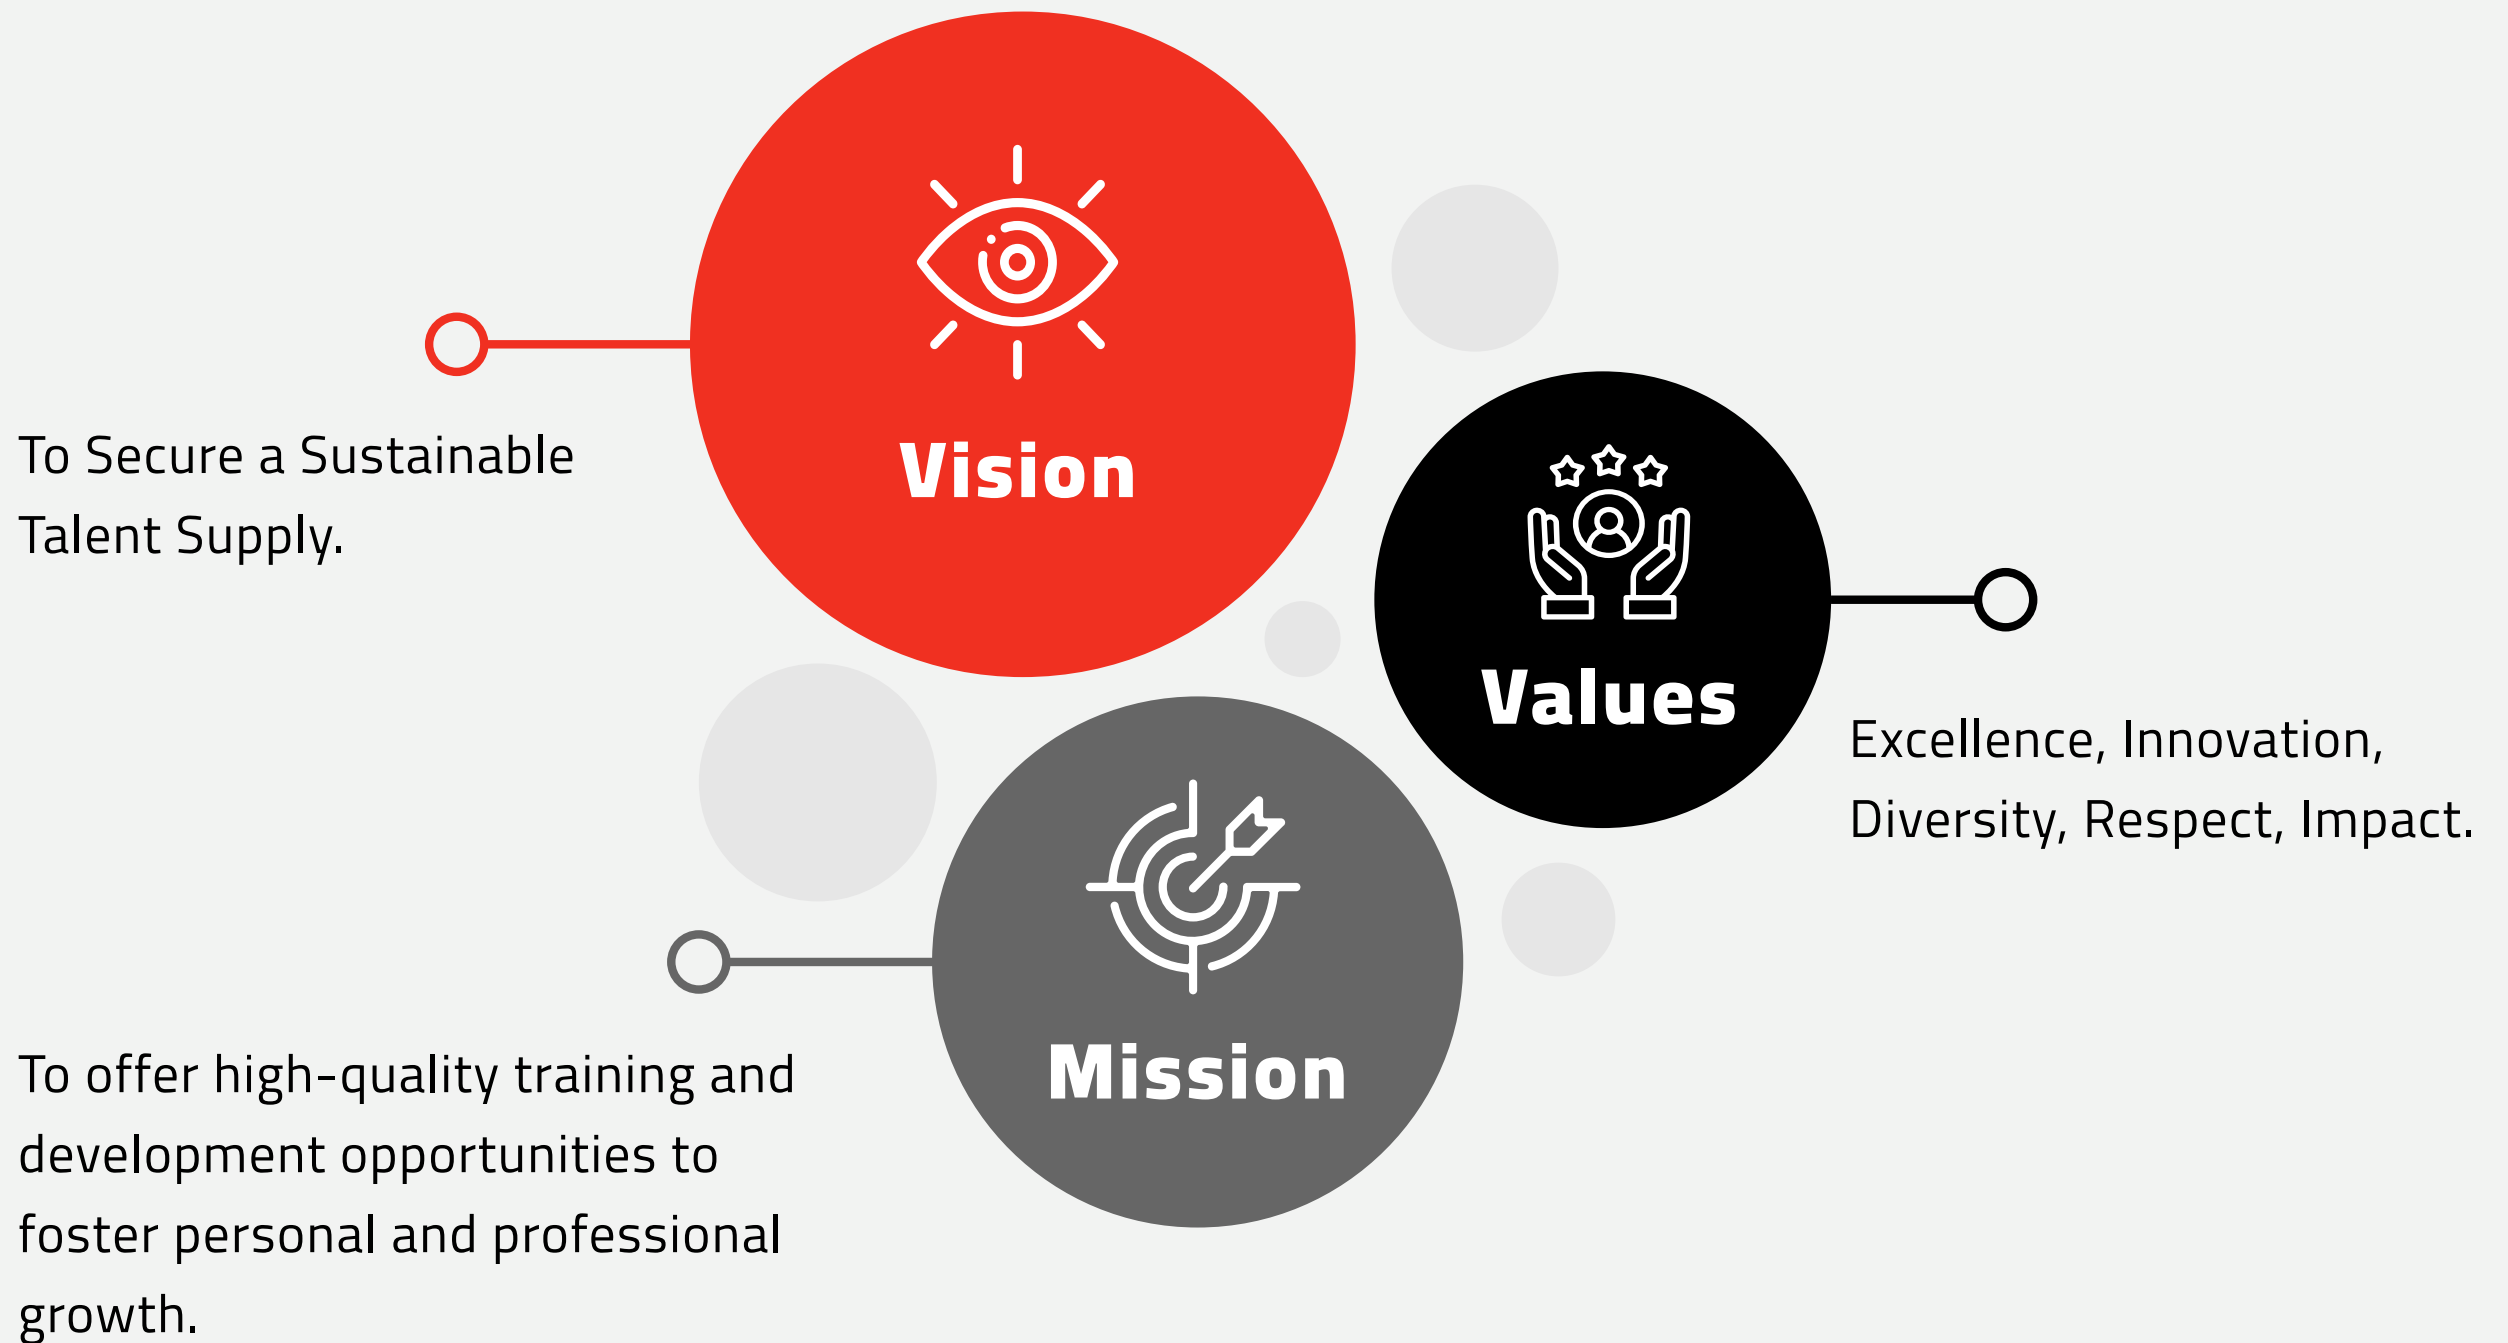 Vision
To Secure a Sustainable
Talent Supply.
Values
Excellence, Innovation,
Diversity, Respect, Impact.
Mission
To offer high-quality training and
development opportunities to
foster personal and professional
growth.